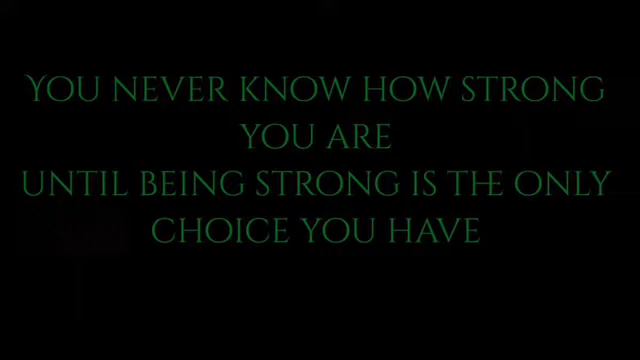 You never know how strong
you are
until being strong is the only
choice you have